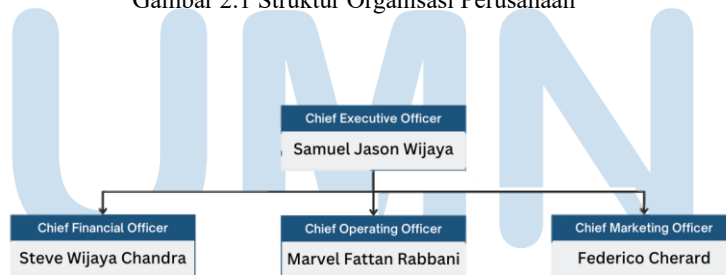 Gambar 2.1 Struktur Organisasi Perusahaan
UMN
Chief Executive Officer
Samuel Jason Wijaya
Chief Financial Officer
Chief Operating Officer
Chief Marketing Officer
Steve Wijaya Chandra
Marvel Fattan Rabbani
Federico Cherard